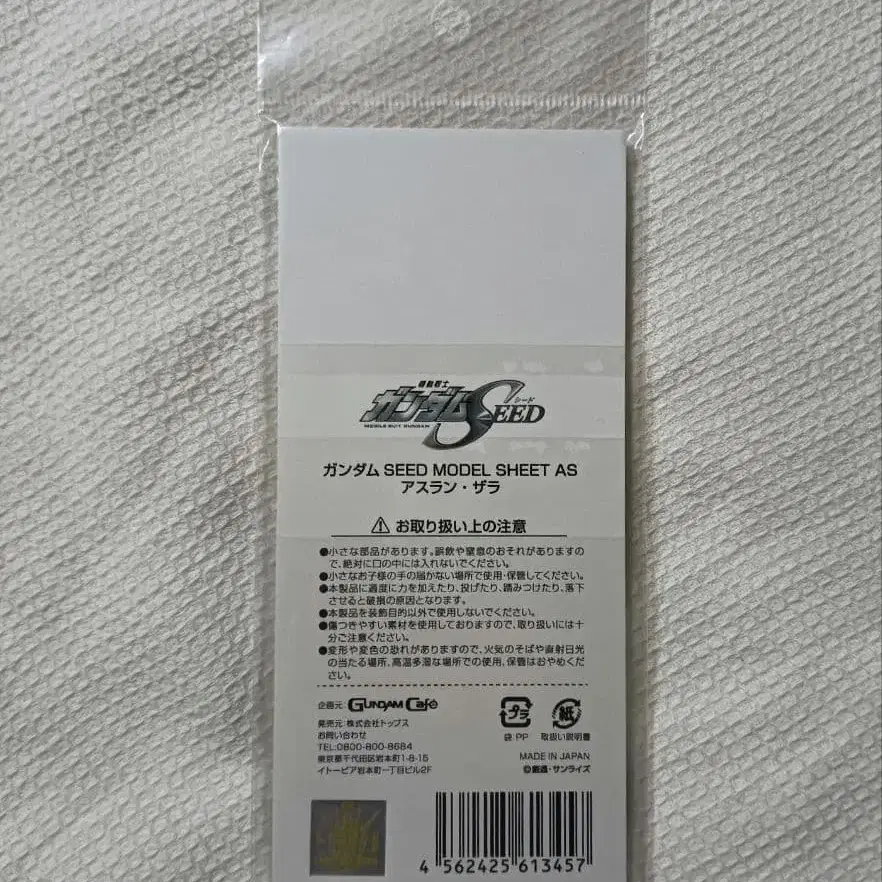 機動戦士
ガンダムSEED
シード
MOBILE SUIT GUNDAM
ガンダム SEED MODEL SHEET AS
アスラン・ザラ
⚠ お取り扱い上の注意
●小さな部品があります。誤飲や窒息のおそれがありますの
で、絶対に口の中には入れないでください。
●小さなお子様の手の届かない場所で使用・保管してください。
●本製品に過度に力を加えたり、投げたり、踏みつけたり、落下
させると破損の原因となります。
●本製品を装飾目的以外で使用しないでください。
●傷つきやすい素材を使用しておりますので、取り扱いには十
分ご注意ください。
●変形や変色の恐れがありますので、火気のそばや直射日光
の当たる場所、高温多湿な場所での使用、保管はおやめくだ
さい。
企画元: GUNDAM Café
発売元: 株式会社トップス
お問い合わせ
TEL:0800-800-8684
東京都千代田区岩本町1-8-15
イトーピア岩本町一丁目ビル2F
プラ
袋 PP
紙
取扱い説明書
MADE IN JAPAN
©創通・サンライズ
4 562425 613457